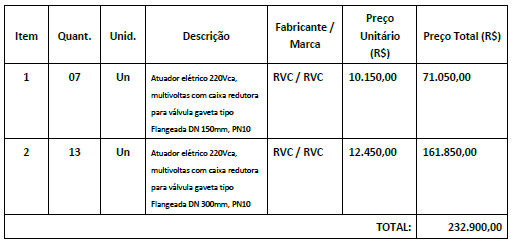 Item Quant. Unid. Descrição Fabricante / Marca Preço Unitário (R$) Preço Total (R$)
1 07 Un Atuador elétrico 220Vca, RVC / RVC 10.150,00 71.050,00
multivoltas com caixa redutora
para válvula gaveta tipo
Flangeada DN 150mm, PN10
2 13 Un Atuador elétrico 220Vca, RVC / RVC 12.450,00 161.850,00
multivoltas com caixa redutora
para válvula gaveta tipo
Flangeada DN 300mm, PN10
TOTAL: 232.900,00